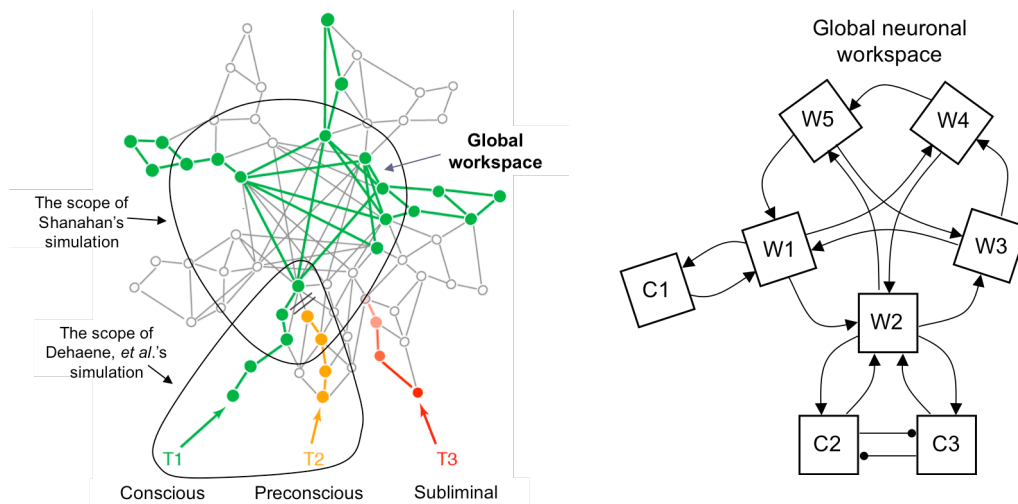 Global
workspace
The scope of
Shanahan's
simulation
The scope of
Dehaene, et al.'s
simulation
T1
T2
T3
Conscious
Preconscious
Subliminal
Global neuronal
workspace
W5
W4
W1
W3
C1
W2
C2
C3